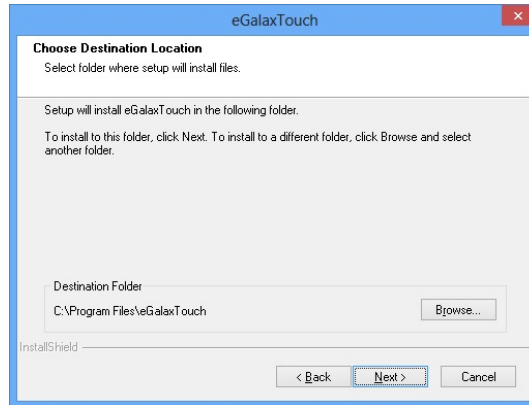 eGalaxTouch
Choose Destination Location
Select folder where setup will install files.
Setup will install eGalaxTouch in the following folder.
To install to this folder, click Next. To install to a different folder, click Browse and select
another folder.
Destination Folder
C:\Program Files\eGalaxTouch
Browse...
InstallShield
< Back
Next >
Cancel